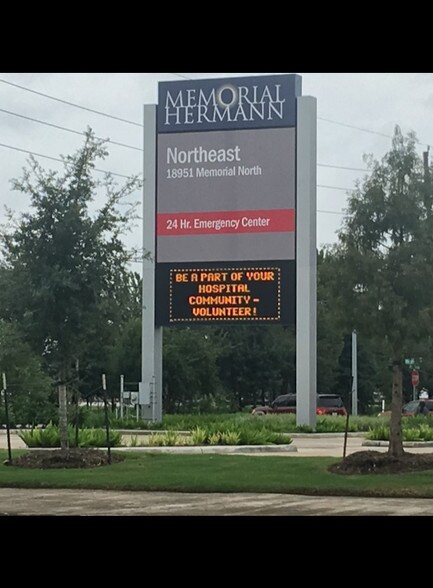 MEMORIAL
HERMANN
Northeast
18951 Memorial North
24 Hr. Emergency Center
BE A PART OF YOUR
HOSPITAL
COMMUNITY -
VOLUNTEER!